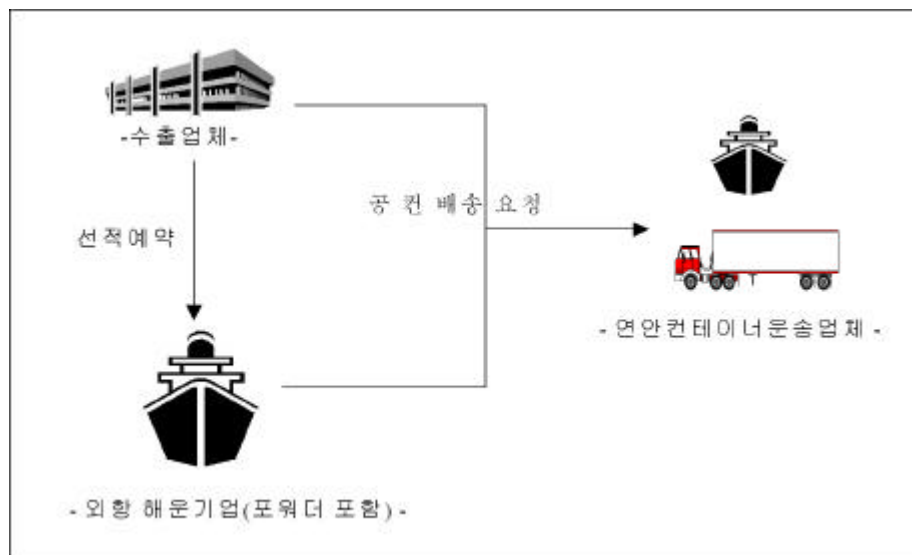 -수출업체-
선적예약
공 컨 배송 요청
- 연안컨테이너운송업체 -
- 외항 해운기업(포워더 포함) -